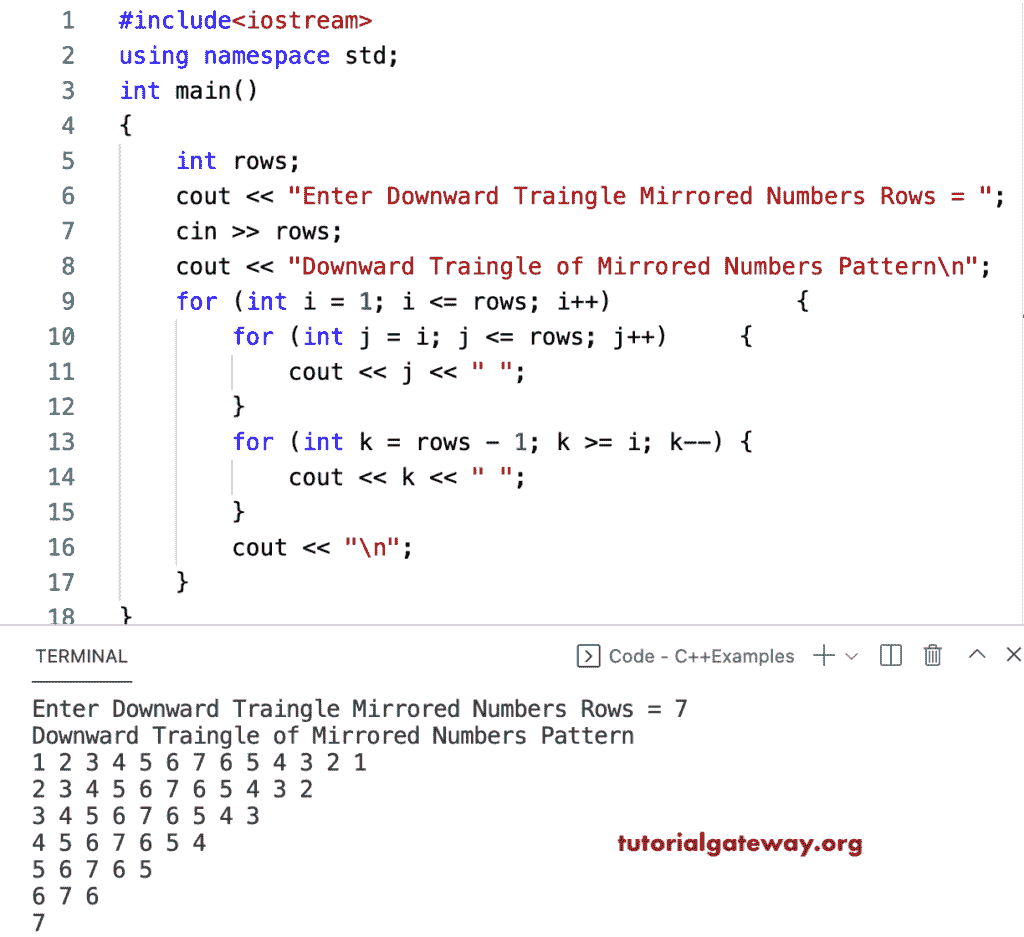 1 #include<iostream>
2 using namespace std;
3 int main()
4 {
5 int rows;
6 cout << "Enter Downward Traingle Mirrored Numbers Rows = ";
7 cin >> rows;
8 cout << "Downward Traingle of Mirrored Numbers Pattern\n";
9 for (int i = 1; i <= rows; i++) {
10 for (int j = i; j <= rows; j++) {
11 cout << j << " ";
12 }
13 for (int k = rows - 1; k >= i; k--) {
14 cout << k << " ";
15 }
16 cout << "\n";
17 }
18 }
TERMINAL Code - C++Examples
Enter Downward Traingle Mirrored Numbers Rows = 7
Downward Traingle of Mirrored Numbers Pattern
1 2 3 4 5 6 7 6 5 4 3 2 1
2 3 4 5 6 7 6 5 4 3 2
3 4 5 6 7 6 5 4 3
4 5 6 7 6 5 4
tutorialgateway.org
5 6 7 6 5
6 7 6
7